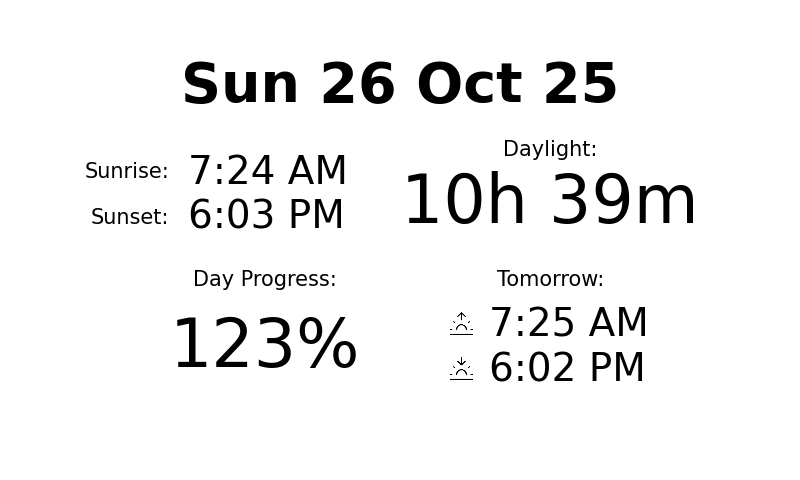 Sun 26 Oct 25
Sunrise: 7:24 AM
Sunset: 6:03 PM
Daylight:
10h 39m
Day Progress:
123%
Tomorrow:
7:25 AM
6:02 PM